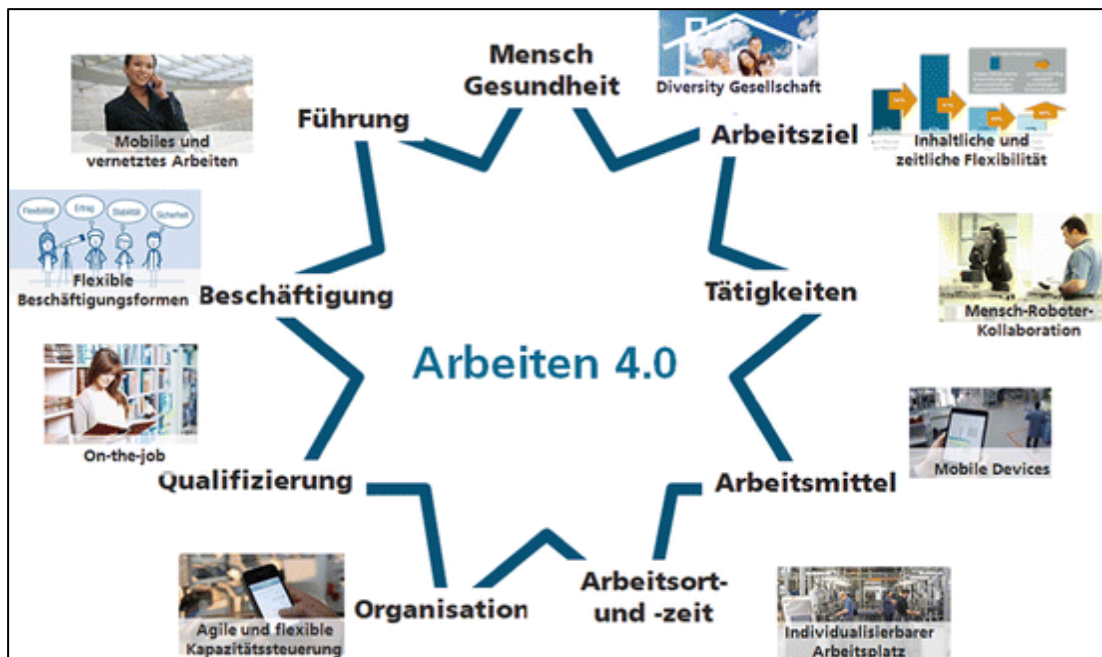 Mensch
Gesundheit
Diversity Gesellschaft
Arbeitsziel
Inhaltliche und
zeitliche Flexibilität
Führung
Mobiles und
vernetztes Arbeiten
Flexibilität
Ertrag
Stabilität
Sicherheit
Flexible
Beschäftigungsformen
Beschäftigung
Tätigkeiten
Mensch-Roboter-
Kollaboration
Arbeiten 4.0
On-the-job
Qualifizierung
Arbeitsmittel
Mobile Devices
Agile und flexible
Kapazitätssteuerung
Organisation
Arbeitsort-
und -zeit
Individualisierbarer
Arbeitsplatz